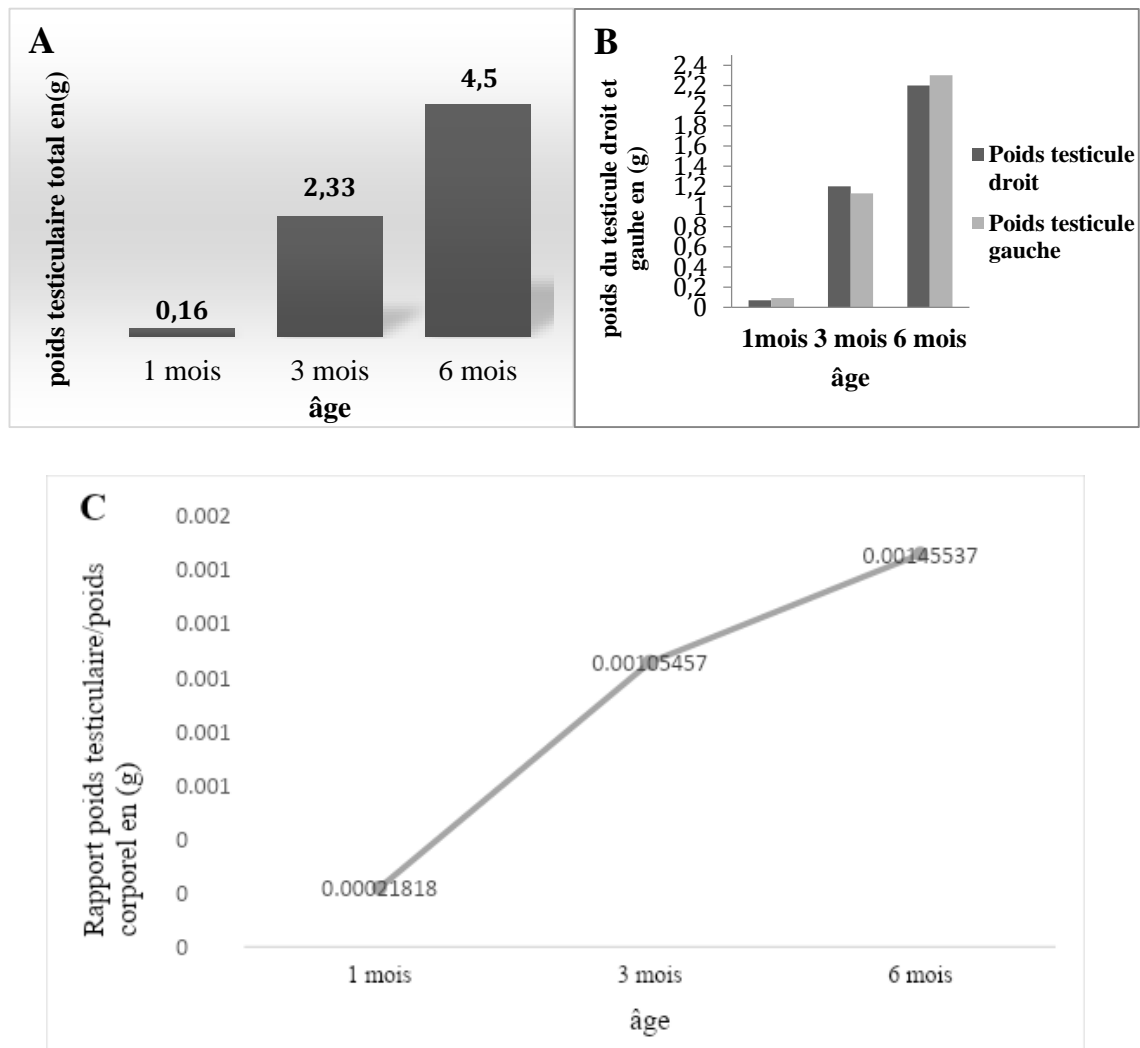 A
poids testiculaire total en(g)
4,5
2,33
0,16
1 mois
3 mois
6 mois
âge
B
poids du testicule droit et
gauhe en (g)
2,4
2,2
2
1,8
1,6
1,4
1,2
1
0,8
0,6
0,4
0,2
0
1mois 3 mois 6 mois
âge
Poids testicule
droit
Poids testicule
gauche
C
Rapport poids testiculaire/poids
corporel en (g)
0.002
0.001
0.001
0.001
0.001
0.001
0
0
0
0.00145537
0.00105457
0.00021818
1 mois
3 mois
6 mois
âge